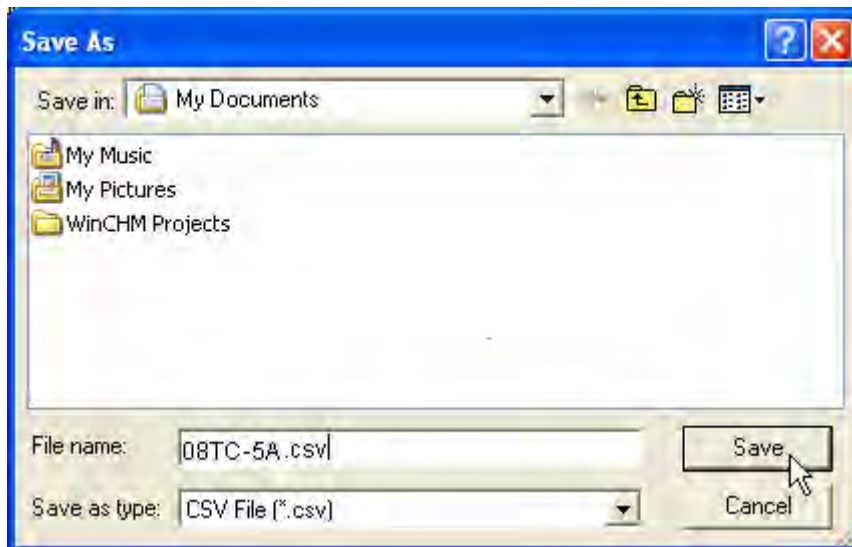 Save As
Save in: My Documents
My Music
My Pictures
WinCHM Projects
File name: 08TC-5A.csv Save
Save as type: CSV File (*.csv) Cancel